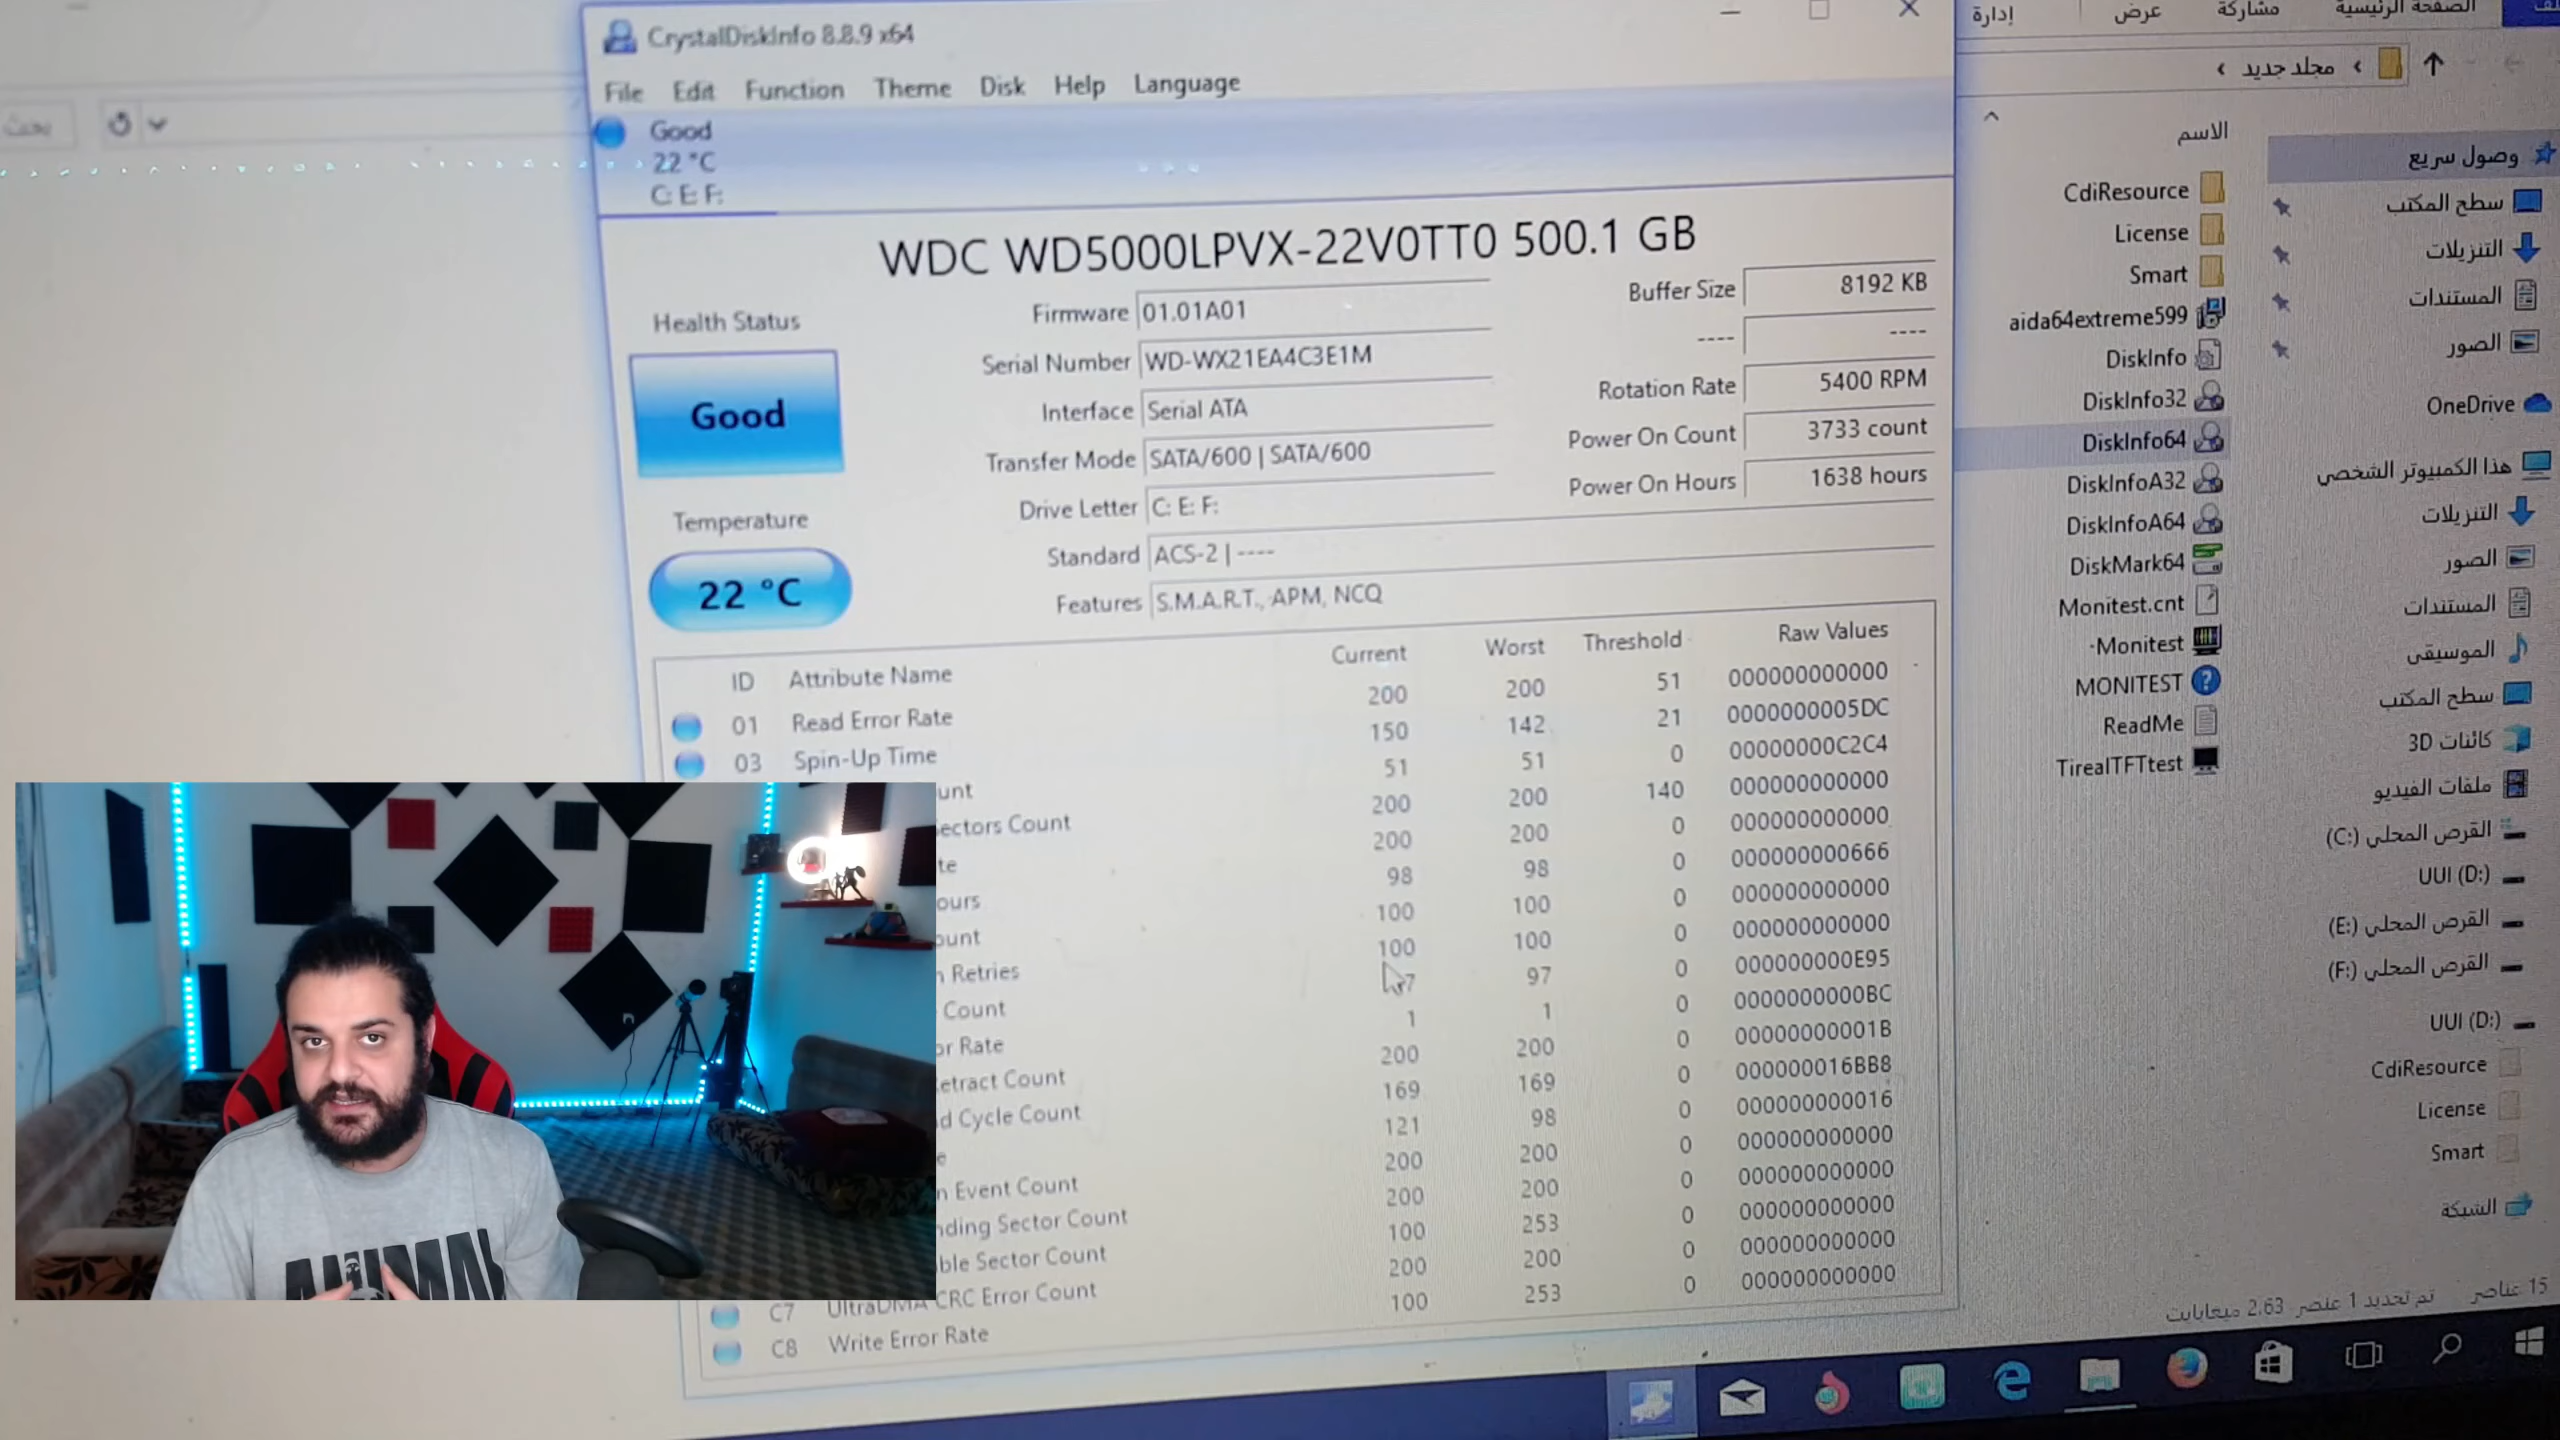 CrystalDiskInfo 8.8.9 x64
File Edit Function Theme Disk Help Language
Good
22 °C
C: E: F:
WDC WD5000LPVX-22V0TT0 500.1 GB
Health Status
Good
Temperature
22 °C
Firmware 01.01A01
Serial Number WD-WX21EA4C3E1M
Interface Serial ATA
Transfer Mode SATA/600 | SATA/600
Drive Letter C: E: F:
Standard ACS-2 | ----
Features S.M.A.R.T., APM, NCQ
Buffer Size 8192 KB
---- ----
Rotation Rate 5400 RPM
Power On Count 3733 count
Power On Hours 1638 hours
ID Attribute Name Current Worst Threshold Raw Values
01 Read Error Rate 200 200 51 000000000000
03 Spin-Up Time 150 142 21 0000000005DC
unt 51 51 0 00000000C2C4
ectors Count 200 200 140 000000000000
te 200 200 0 000000000000
ours 98 98 0 000000000666
ount 100 100 0 000000000000
n Retries 100 100 0 000000000000
Count 7 97 0 000000000E95
or Rate 1 1 0 0000000000BC
etract Count 200 200 0 00000000001B
d Cycle Count 169 169 0 000000016BB8
e 121 98 0 000000000016
n Event Count 200 200 0 000000000000
nding Sector Count 200 200 0 000000000000
ble Sector Count 100 253 0 000000000000
C7 UltraDMA CRC Error Count 200 200 0 000000000000
C8 Write Error Rate 100 253 0 000000000000
الصفحة الرئيسية مشاركة عرض إدارة
مجلد جديد
بحث
الاسم
CdiResource
License
Smart
aida64extreme599
DiskInfo
DiskInfo32
DiskInfo64
DiskInfoA32
DiskInfoA64
DiskMark64
Monitest.cnt
Monitest
MONITEST
ReadMe
TirealTFTtest
وصول سريع
سطح المكتب
التنزيلات
المستندات
الصور
OneDrive
هذا الكمبيوتر الشخصي
التنزيلات
الصور
المستندات
الموسيقى
سطح المكتب
كائنات 3D
ملفات الفيديو
القرص المحلي (C:)
UUI (D:)
القرص المحلي (E:)
القرص المحلي (F:)
UUI (D:)
CdiResource
License
Smart
الشبكة
15 عناصر تم تحديد 1 عنصر 2.63 ميغابايت
ANIMAL